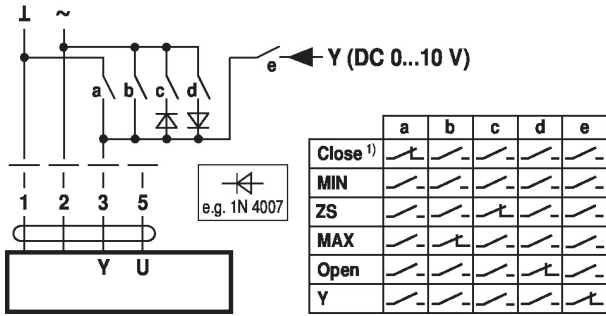 ⊥ ~
Y (DC 0...10 V)
e
a b c d
1 2 3 5
e.g. 1N 4007
Y U
a b c d e
Close 1)
MIN
ZS
MAX
Open
Y